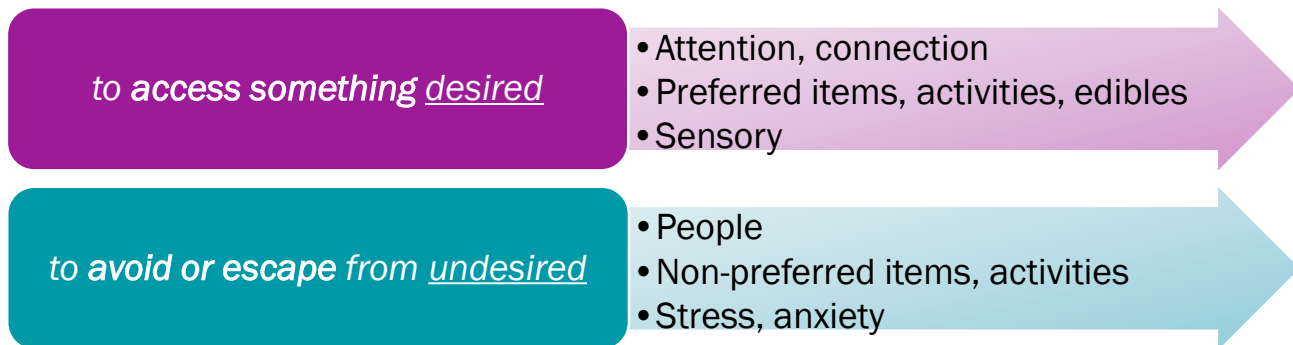 to access something desired
• Attention, connection
• Preferred items, activities, edibles
• Sensory
to avoid or escape from undesired
• People
• Non-preferred items, activities
• Stress, anxiety